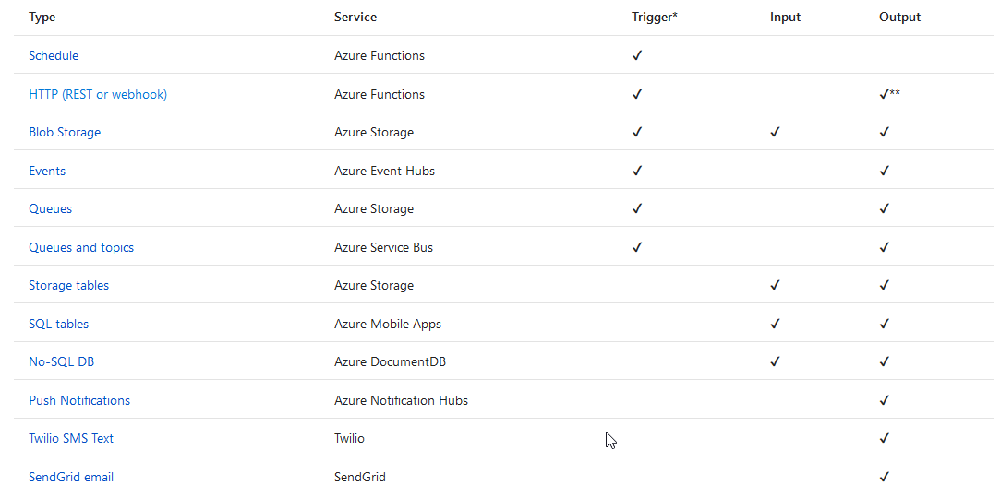 Type Service Trigger* Input Output
Schedule Azure Functions ✓
HTTP (REST or webhook) Azure Functions ✓ ✓**
Blob Storage Azure Storage ✓ ✓ ✓
Events Azure Event Hubs ✓ ✓
Queues Azure Storage ✓ ✓
Queues and topics Azure Service Bus ✓ ✓
Storage tables Azure Storage ✓ ✓
SQL tables Azure Mobile Apps ✓ ✓
No-SQL DB Azure DocumentDB ✓ ✓
Push Notifications Azure Notification Hubs ✓
Twilio SMS Text Twilio ✓
SendGrid email SendGrid ✓